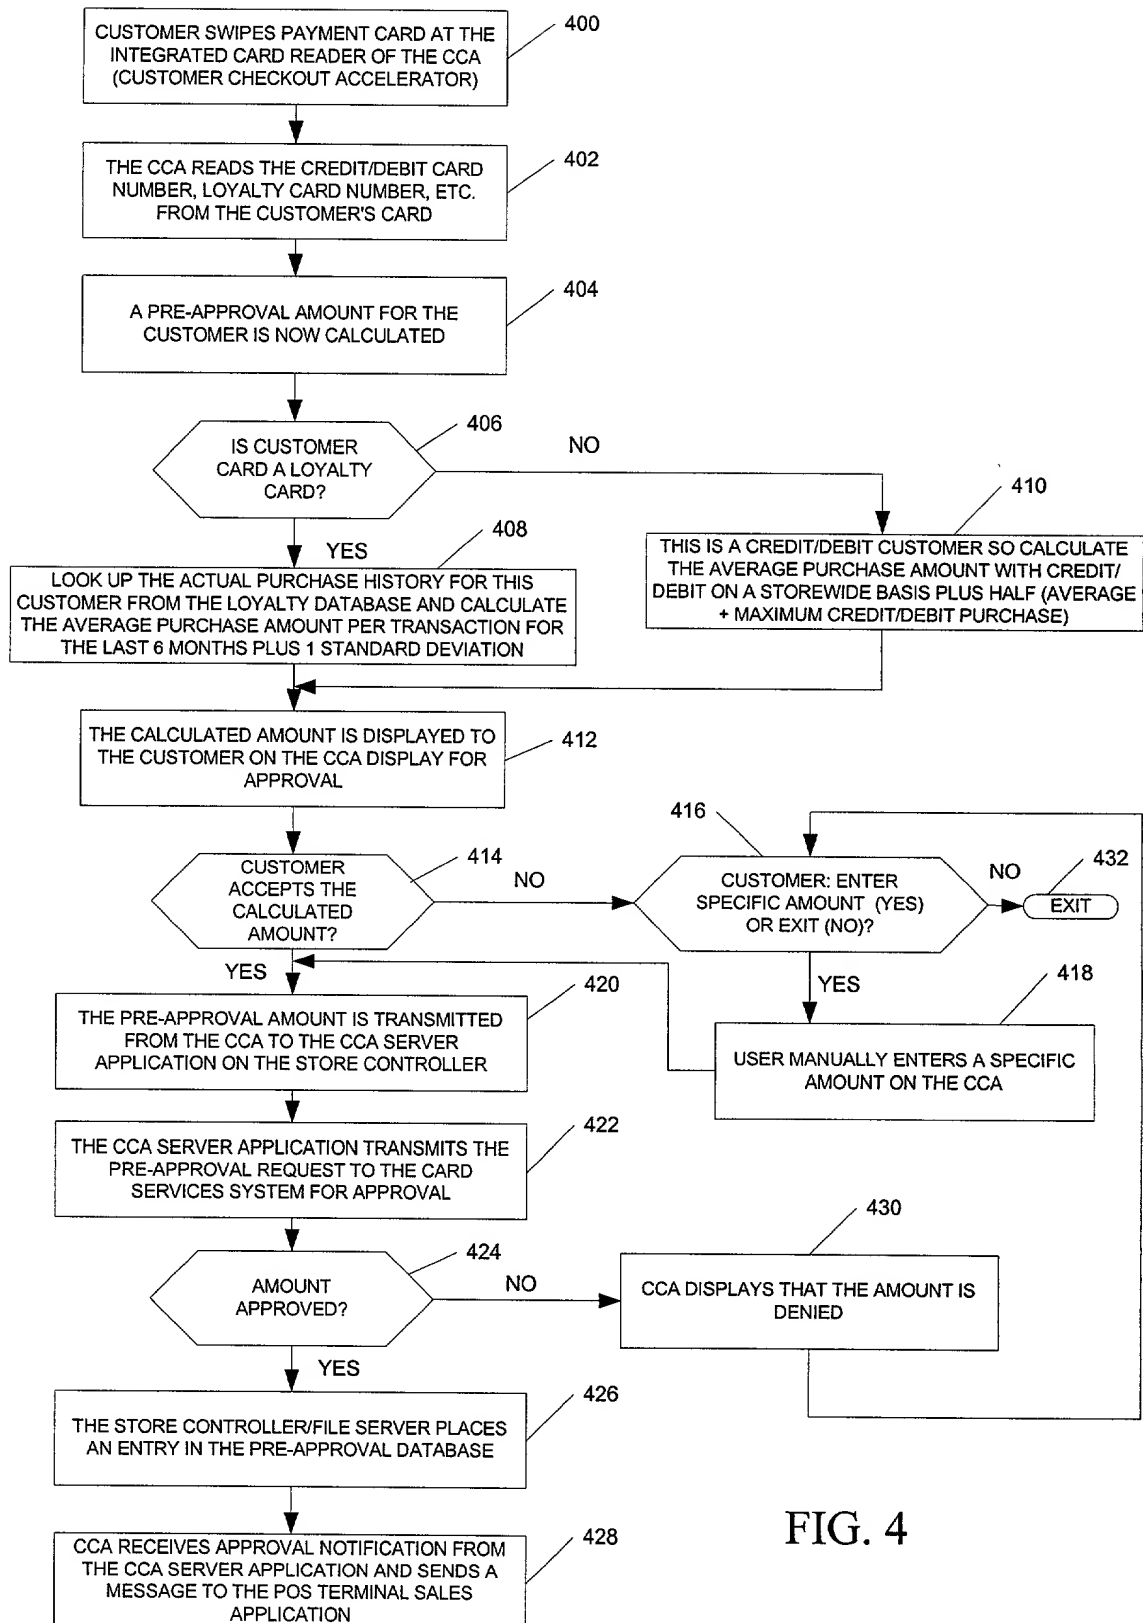 CUSTOMER SWIPES PAYMENT CARD AT THE
INTEGRATED CARD READER OF THE CCA
(CUSTOMER CHECKOUT ACCELERATOR)
400
THE CCA READS THE CREDIT/DEBIT CARD
NUMBER, LOYALTY CARD NUMBER, ETC.
FROM THE CUSTOMER'S CARD
402
A PRE-APPROVAL AMOUNT FOR THE
CUSTOMER IS NOW CALCULATED
404
IS CUSTOMER
CARD A LOYALTY
CARD?
406
NO
YES
408
LOOK UP THE ACTUAL PURCHASE HISTORY FOR THIS
CUSTOMER FROM THE LOYALTY DATABASE AND CALCULATE
THE AVERAGE PURCHASE AMOUNT PER TRANSACTION FOR
THE LAST 6 MONTHS PLUS 1 STANDARD DEVIATION
410
THIS IS A CREDIT/DEBIT CUSTOMER SO CALCULATE
THE AVERAGE PURCHASE AMOUNT WITH CREDIT/
DEBIT ON A STOREWIDE BASIS PLUS HALF (AVERAGE
+ MAXIMUM CREDIT/DEBIT PURCHASE)
THE CALCULATED AMOUNT IS DISPLAYED TO
THE CUSTOMER ON THE CCA DISPLAY FOR
APPROVAL
412
CUSTOMER
ACCEPTS THE
CALCULATED
AMOUNT?
414
NO
YES
416
CUSTOMER: ENTER
SPECIFIC AMOUNT (YES)
OR EXIT (NO)?
NO
432
EXIT
YES
418
USER MANUALLY ENTERS A SPECIFIC
AMOUNT ON THE CCA
420
THE PRE-APPROVAL AMOUNT IS TRANSMITTED
FROM THE CCA TO THE CCA SERVER
APPLICATION ON THE STORE CONTROLLER
422
THE CCA SERVER APPLICATION TRANSMITS THE
PRE-APPROVAL REQUEST TO THE CARD
SERVICES SYSTEM FOR APPROVAL
424
AMOUNT
APPROVED?
NO
YES
430
CCA DISPLAYS THAT THE AMOUNT IS
DENIED
426
THE STORE CONTROLLER/FILE SERVER PLACES
AN ENTRY IN THE PRE-APPROVAL DATABASE
428
CCA RECEIVES APPROVAL NOTIFICATION FROM
THE CCA SERVER APPLICATION AND SENDS A
MESSAGE TO THE POS TERMINAL SALES
APPLICATION
FIG. 4